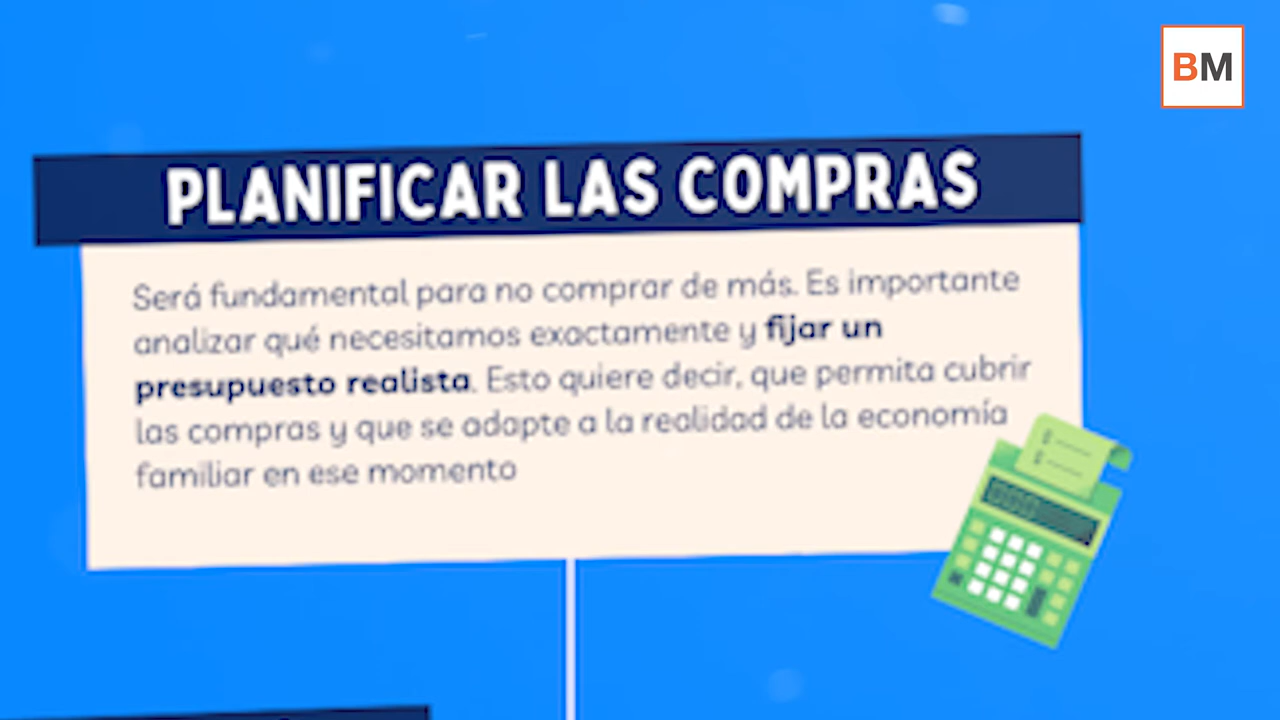 BM
PLANIFICAR LAS COMPRAS
Será fundamental para no comprar de más. Es importante
analizar qué necesitamos exactamente y fijar un
presupuesto realista. Esto quiere decir, que permita cubrir
las compras y que se adapte a la realidad de la economía
familiar en ese momento